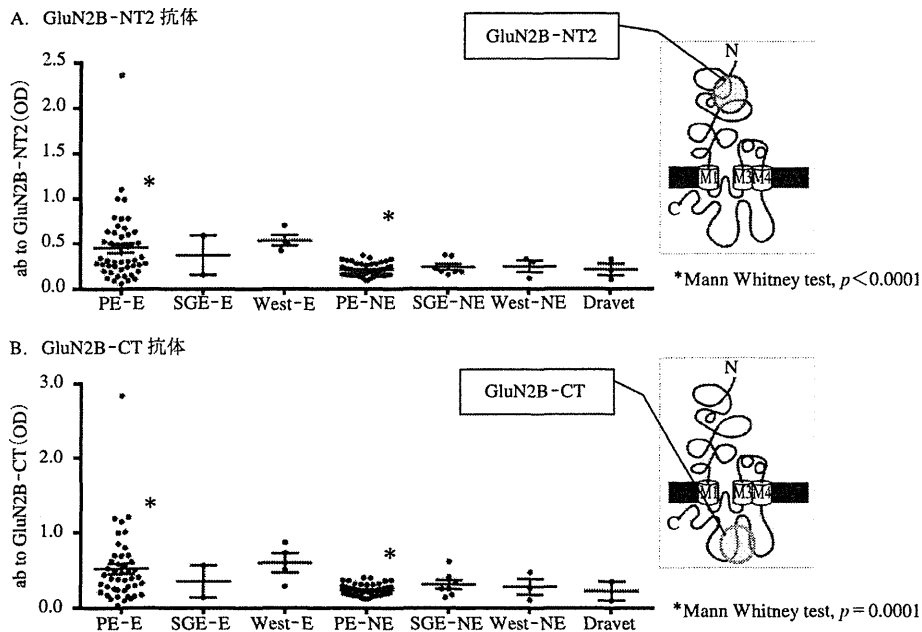 A. GluN2B-NT2 抗体
GluN2B-NT2
N
ab to GluN2B-NT2 (OD)
2.5
2.0
1.5
1.0
0.5
0.0
PE-E SGE-E West-E PE-NE SGE-NE West-NE Dravet
*
*
M1 M3 M4
C
*Mann Whitney test, p<0.0001
B. GluN2B-CT 抗体
GluN2B-CT
N
ab to GluN2B-CT (OD)
3.0
2.0
1.0
0.0
PE-E SGE-E West-E PE-NE SGE-NE West-NE Dravet
*
*
M1 M3 M4
C
*Mann Whitney test, p=0.0001